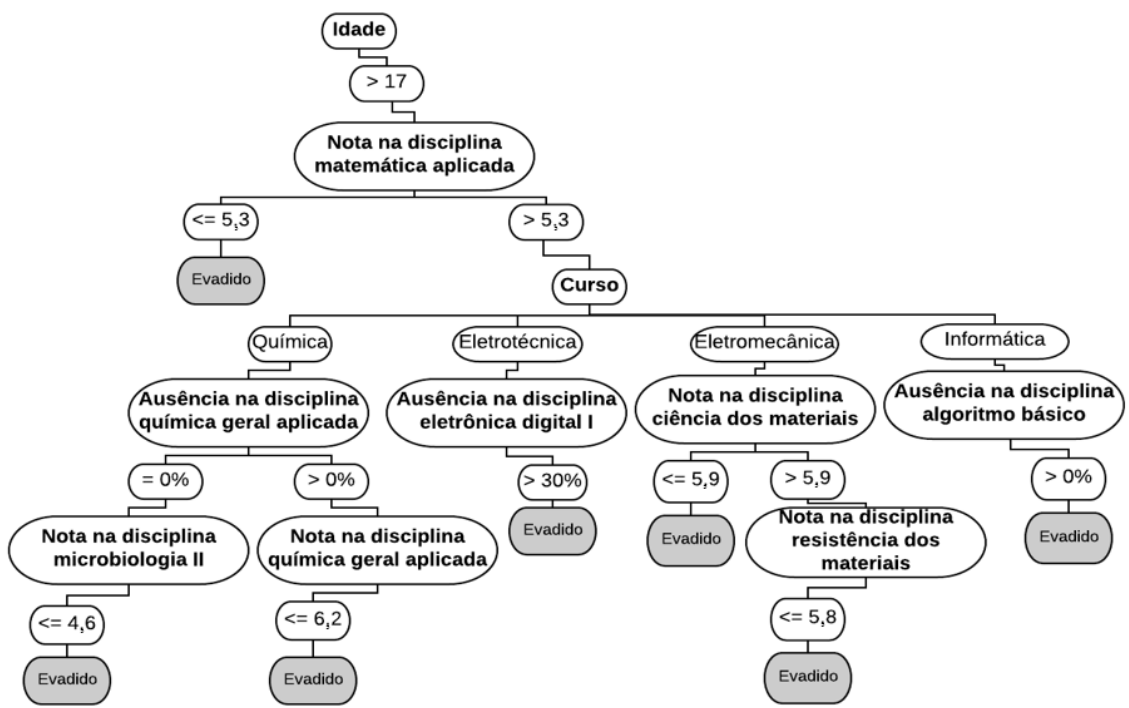 Idade
> 17
Nota na disciplina
matemática aplicada
<= 5,3
> 5,3
Evadido
Curso
Química
Eletrotécnica
Eletromecânica
Informática
Ausência na disciplina
química geral aplicada
Ausência na disciplina
eletrônica digital I
Nota na disciplina
ciência dos materiais
Ausência na disciplina
algoritmo básico
= 0%
> 0%
> 30%
<= 5,9
> 5,9
> 0%
Nota na disciplina
microbiologia II
Nota na disciplina
química geral aplicada
Evadido
Evadido
Nota na disciplina
resistência dos
materiais
Evadido
<= 4,6
<= 6,2
<= 5,8
Evadido
Evadido
Evadido